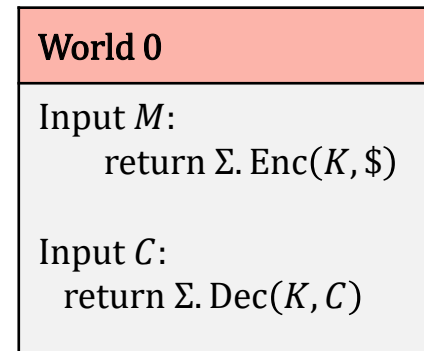 World 0
Input M:
return Σ. Enc(K, $)
Input C:
return Σ. Dec(K, C)